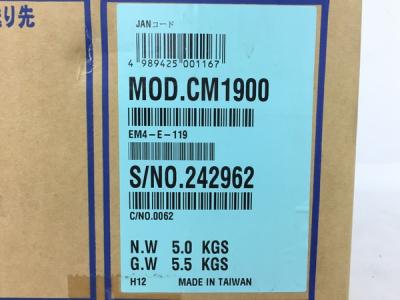 り先
JANコード
4 989425 001167
MOD.CM1900
EM4-E-119
S/NO.242962
C/NO.0062
N.W 5.0 KGS
G.W 5.5 KGS
H12 MADE IN TAIWAN